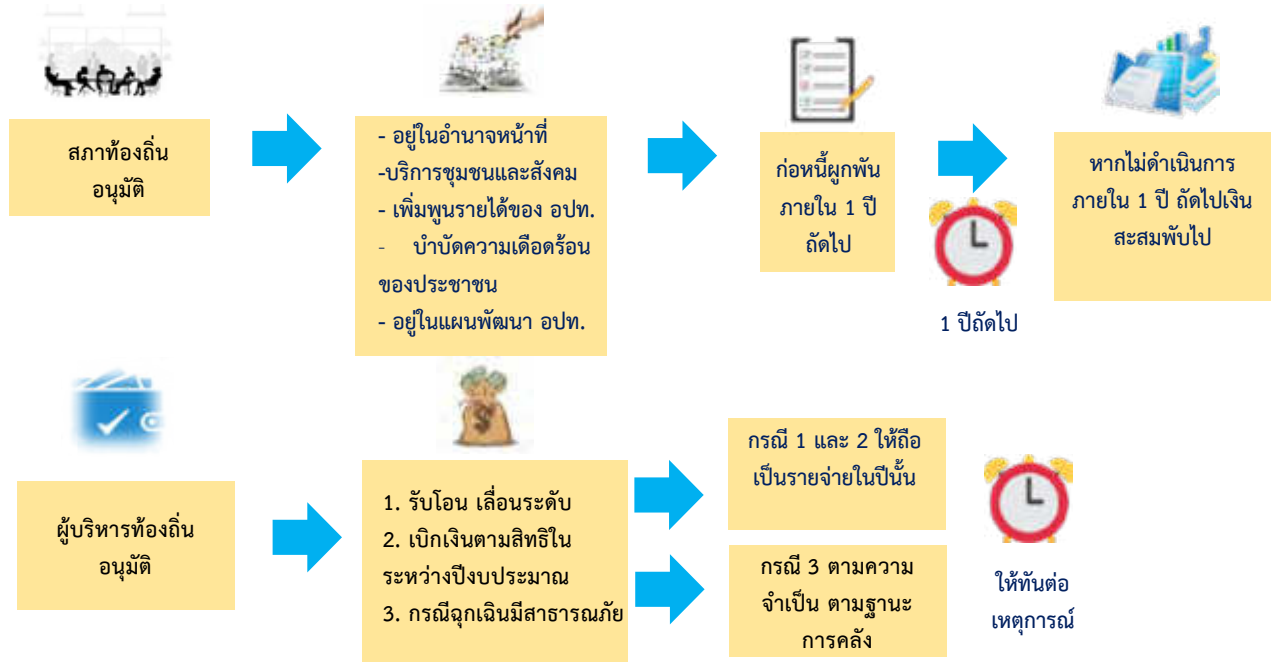 สภาท้องถิ่น
อนุมัติ
- อยู่ในอำนาจหน้าที่
-บริการชุมชนและสังคม
- เพิ่มพูนรายได้ของ อปท.
- บำบัดความเดือดร้อน
ของประชาชน
- อยู่ในแผนพัฒนา อปท.
ก่อหนี้ผูกพัน
ภายใน 1 ปี
ถัดไป
1 ปีถัดไป
หากไม่ดำเนินการ
ภายใน 1 ปี ถัดไปเงิน
สะสมพับไป
ผู้บริหารท้องถิ่น
อนุมัติ
1. รับโอน เลื่อนระดับ
2. เบิกเงินตามสิทธิใน
ระหว่างปีงบประมาณ
3. กรณีฉุกเฉินมีสาธารณภัย
กรณี 1 และ 2 ให้ถือ
เป็นรายจ่ายในปีนั้น
กรณี 3 ตามความ
จำเป็น ตามฐานะ
การคลัง
ให้ทันต่อ
เหตุการณ์